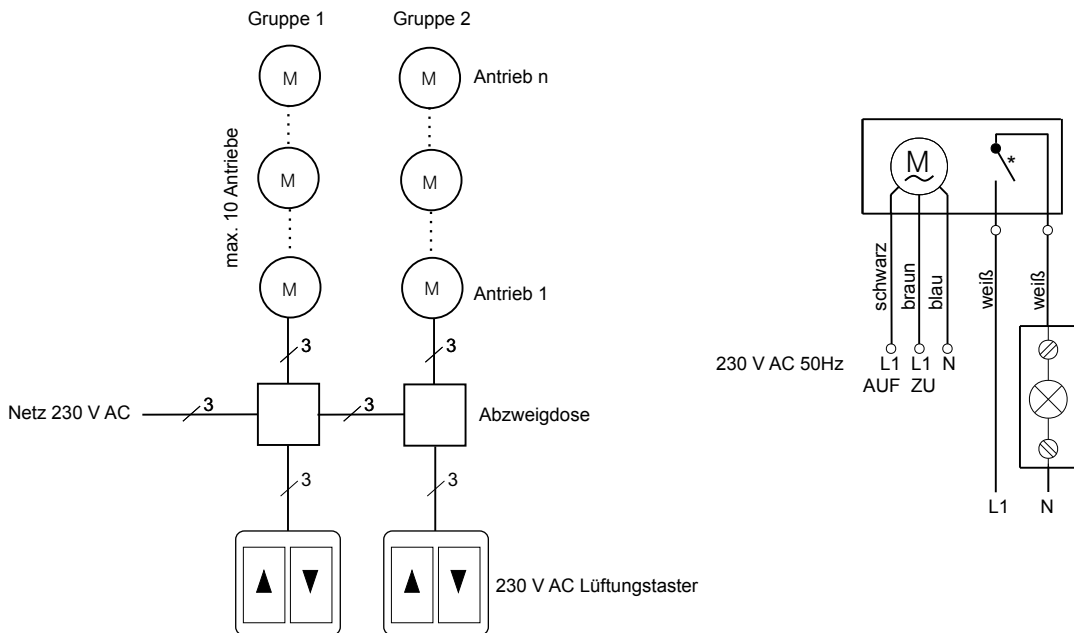 Gruppe 1
Gruppe 2
M
M
Antrieb n
max. 10 Antriebe
M
M
M
M
Antrieb 1
3
3
Netz 230 V AC
3
3
Abzweigdose
3
3
230 V AC Lüftungstaster
M
*
schwarz
braun
blau
weiß
weiß
230 V AC 50Hz
L1
L1
N
AUF
ZU
L1
N